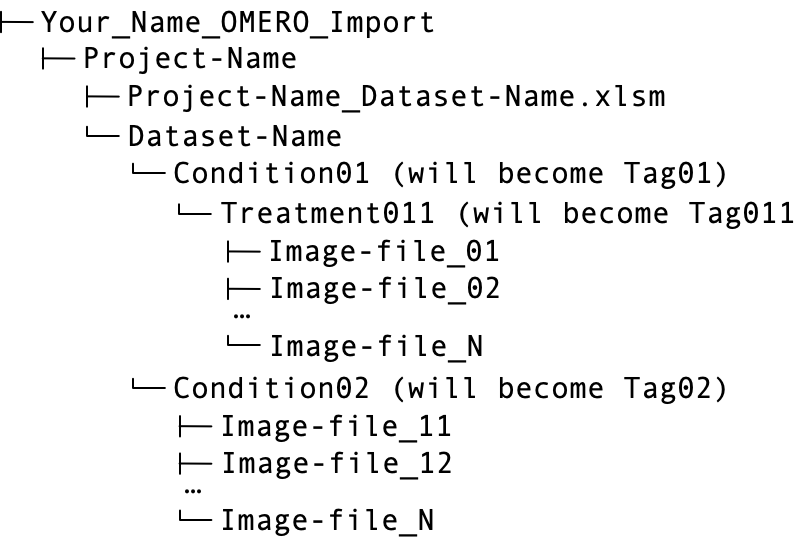 ├─ Your_Name_OMERO_Import
├─ Project-Name
├─ Project-Name_Dataset-Name.xlsm
└─ Dataset-Name
└─ Condition01 (will become Tag01)
└─ Treatment011 (will become Tag011
├─ Image-file_01
├─ Image-file_02
…
└─ Image-file_N
└─ Condition02 (will become Tag02)
├─ Image-file_11
├─ Image-file_12
…
└─ Image-file_N